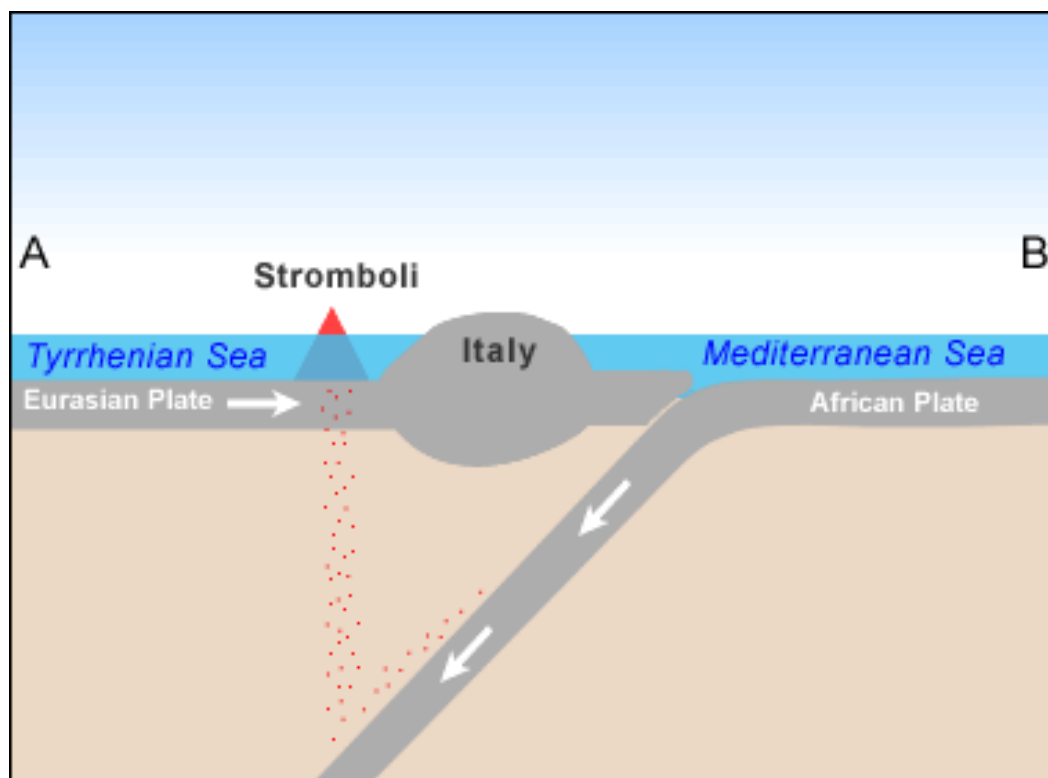 A
B
Stromboli
Tyrrhenian Sea
Italy
Mediterranean Sea
Eurasian Plate
African Plate